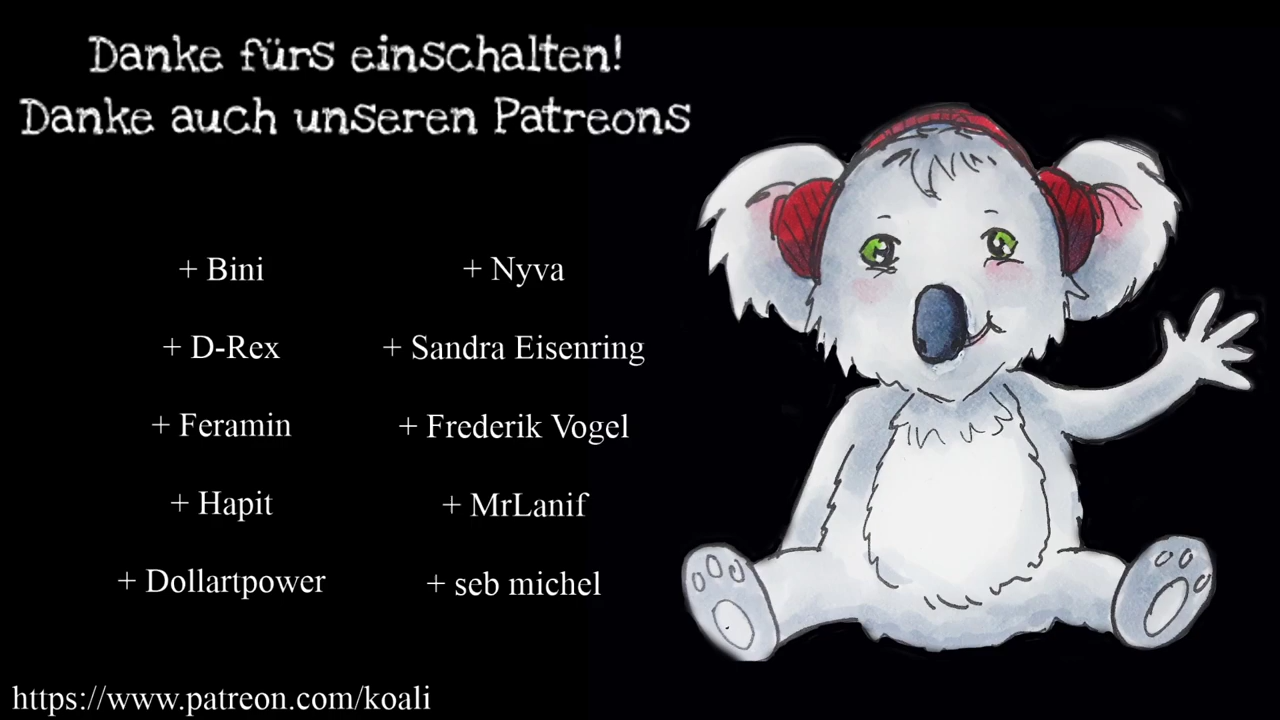 Danke fürs einschalten!
Danke auch unseren Patreons
+ Bini
+ D-Rex
+ Feramin
+ Hapit
+ Dollartpower
+ Nyva
+ Sandra Eisenring
+ Frederik Vogel
+ MrLanif
+ seb michel
https://www.patreon.com/koali